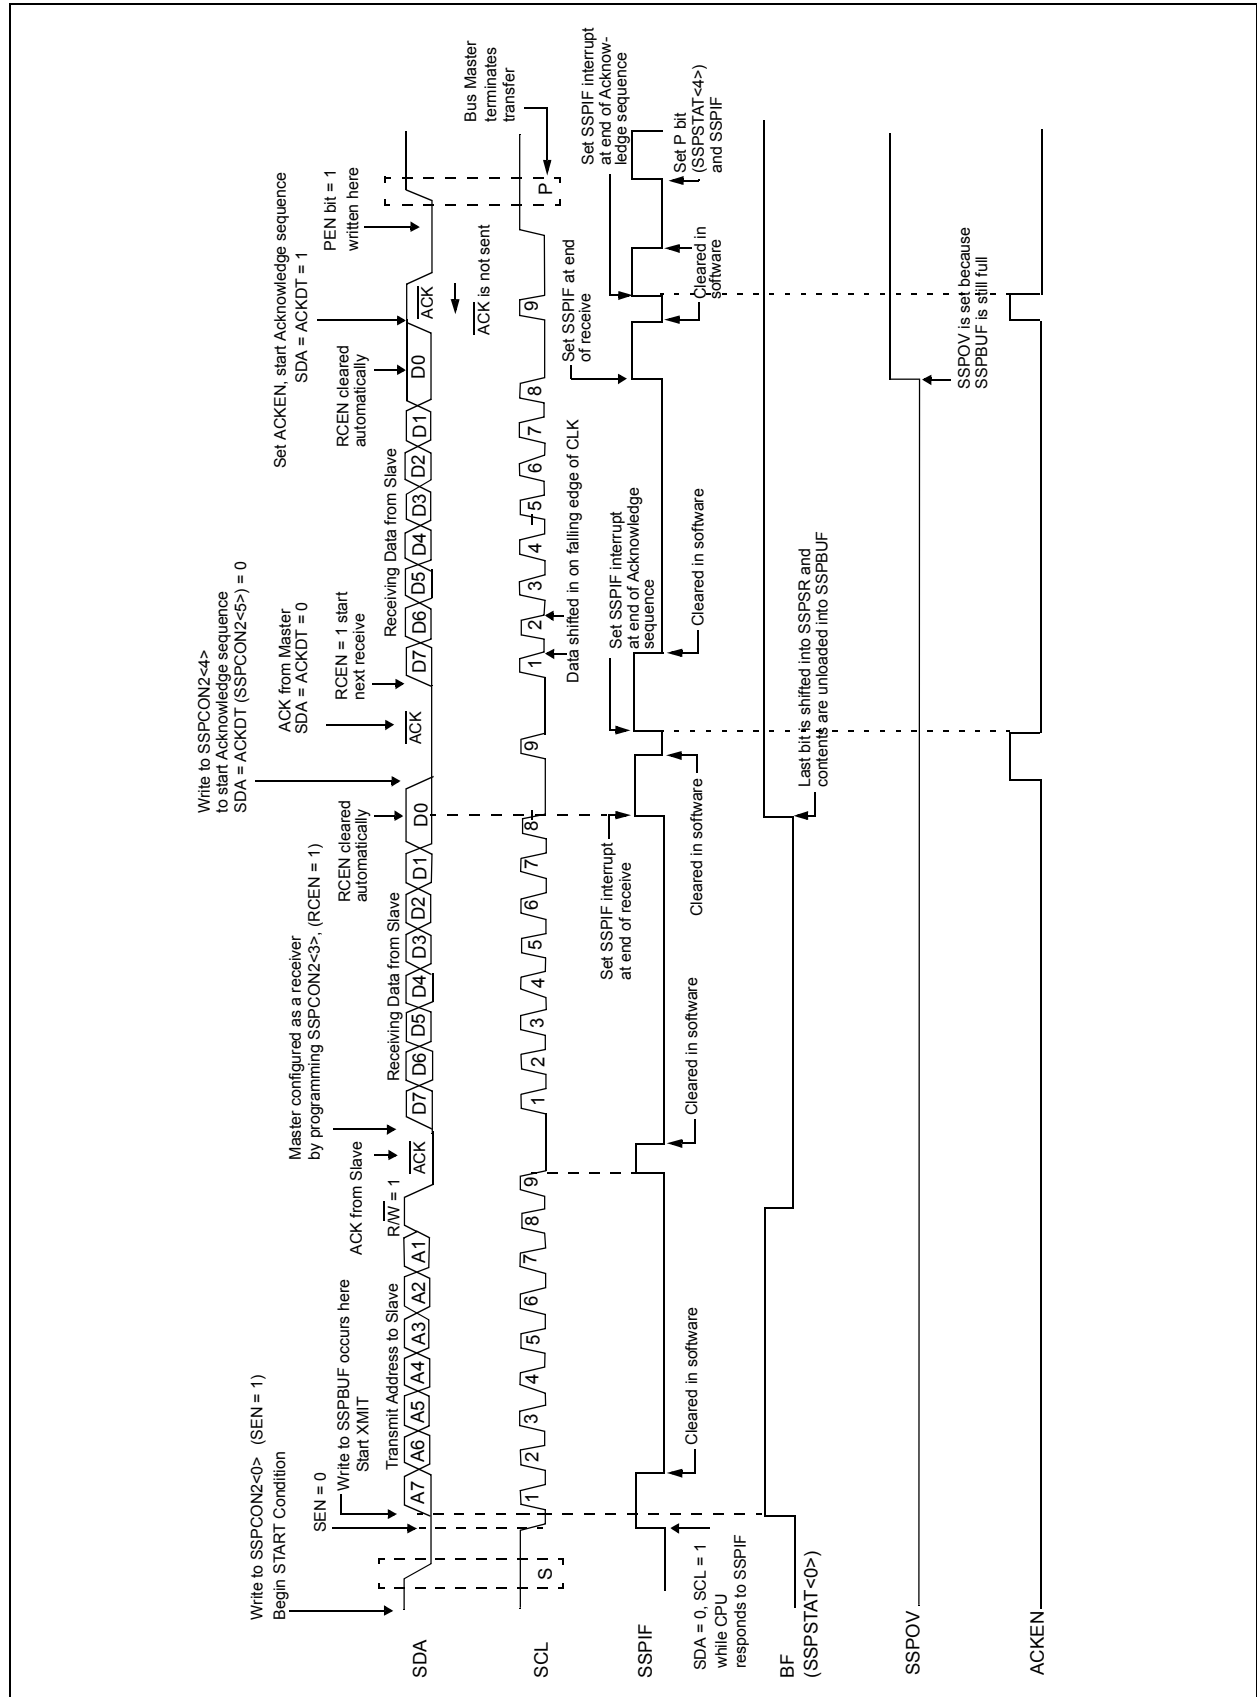 Write to SSPCON2<0> (SEN = 1)
Begin START Condition
SEN = 0
Write to SSPBUF occurs here
Start XMIT
Transmit Address to Slave
ACK from Slave
R/W = 1
Master configured as a receiver
by programming SSPCON2<3>, (RCEN = 1)
Receiving Data from Slave
RCEN cleared
automatically
Write to SSPCON2<4>
to start Acknowledge sequence
SDA = ACKDT (SSPCON2<5>) = 0
ACK from Master
SDA = ACKDT = 0
RCEN = 1 start
next receive
Receiving Data from Slave
RCEN cleared
automatically
Set ACKEN, start Acknowledge sequence
SDA = ACKDT = 1
PEN bit = 1
written here
SDA
A7 A6 A5 A4 A3 A2 A1
ACK
D7 D6 D5 D4 D3 D2 D1 D0
ACK
D7 D6 D5 D4 D3 D2 D1 D0
ACK
ACK is not sent
Bus Master
terminates
transfer
SCL
S
1 2 3 4 5 6 7 8 9
1 2 3 4 5 6 7 8
9
1 2 3 4 5 6 7 8
9
P
Data shifted in on falling edge of CLK
SSPIF
SDA = 0, SCL = 1
while CPU
responds to SSPIF
Cleared in software
Cleared in software
Set SSPIF interrupt
at end of receive
Cleared in software
Set SSPIF interrupt
at end of Acknowledge
sequence
Cleared in software
Set SSPIF at end
of receive
Cleared in
software
Set SSPIF interrupt
at end of Acknow-
ledge sequence
Set P bit
(SSPSTAT<4>)
and SSPIF
BF
(SSPSTAT<0>)
Last bit is shifted into SSPSR and
contents are unloaded into SSPBUF
SSPOV
SSPOV is set because
SSPBUF is still full
ACKEN